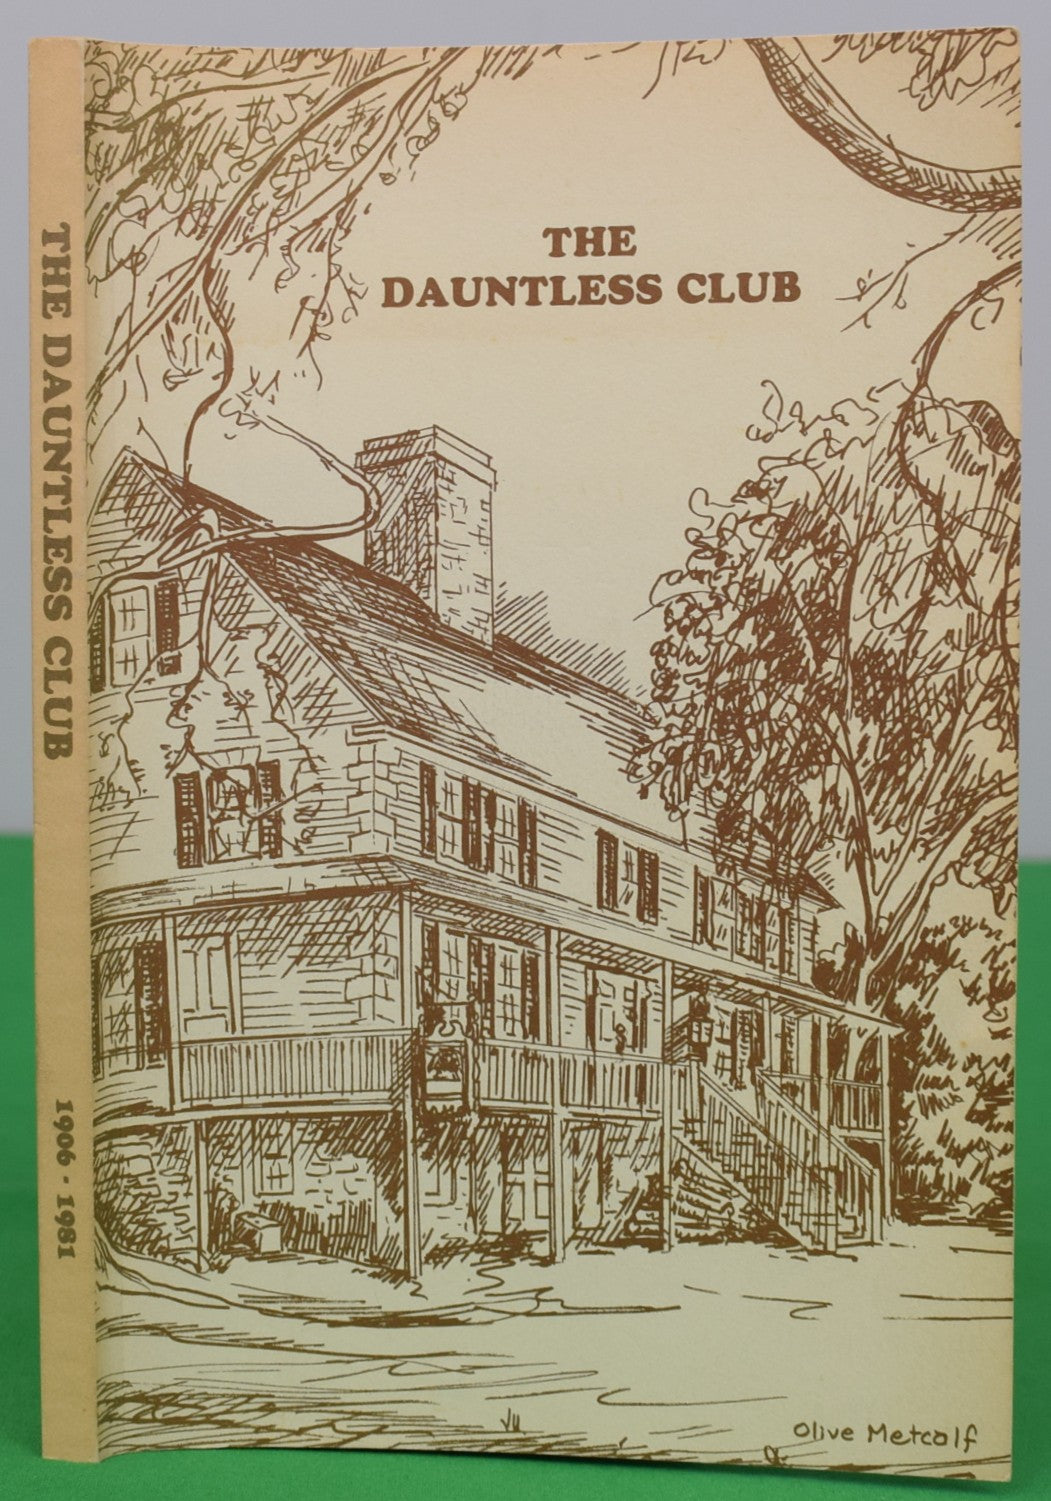 THE DAUNTLESS CLUB
1906 - 1981
THE
DAUNTLESS CLUB
Olive Metcalf